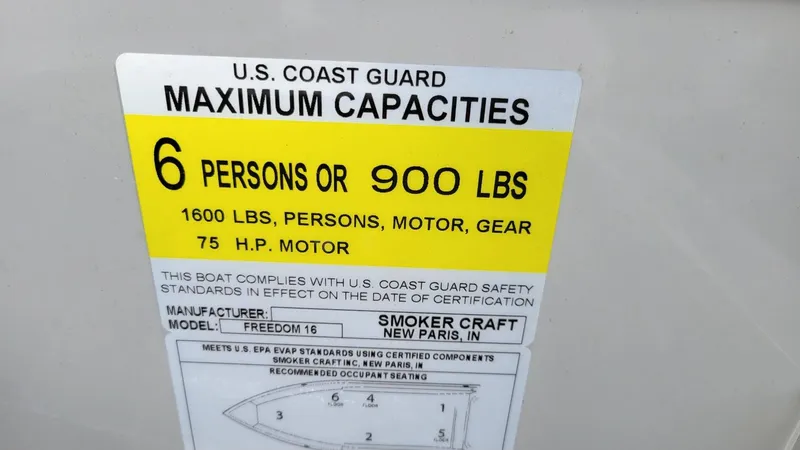 U.S. COAST GUARD
MAXIMUM CAPACITIES
6 PERSONS OR 900 LBS
1600 LBS, PERSONS, MOTOR, GEAR
75 H.P. MOTOR
THIS BOAT COMPLIES WITH U.S. COAST GUARD SAFETY
STANDARDS IN EFFECT ON THE DATE OF CERTIFICATION
MANUFACTURER: SMOKER CRAFT
MODEL: FREEDOM 16 NEW PARIS, IN
MEETS U.S. EPA EVAP STANDARDS USING CERTIFIED COMPONENTS
SMOKER CRAFT INC, NEW PARIS, IN
RECOMMENDED OCCUPANT SEATING
6 4
FLOOR FLOOR
3 1
2 5
FLOOR